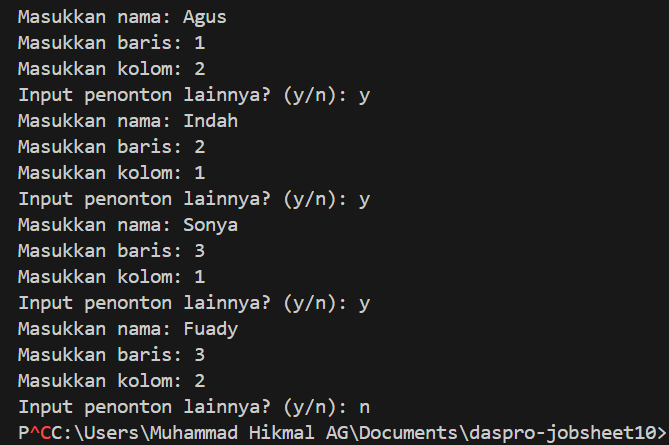 Masukkan nama: Agus
Masukkan baris: 1
Masukkan kolom: 2
Input penonton lainnya? (y/n): y
Masukkan nama: Indah
Masukkan baris: 2
Masukkan kolom: 1
Input penonton lainnya? (y/n): y
Masukkan nama: Sonya
Masukkan baris: 3
Masukkan kolom: 1
Input penonton lainnya? (y/n): y
Masukkan nama: Fuady
Masukkan baris: 3
Masukkan kolom: 2
Input penonton lainnya? (y/n): n
P^CC:\Users\Muhammad Hikmal AG\Documents\daspro-jobsheet10>